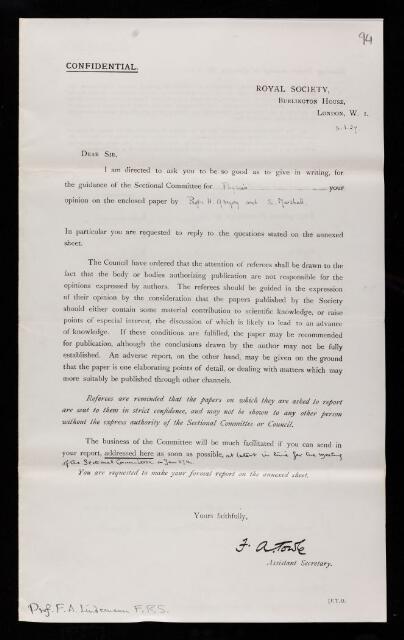 94
CONFIDENTIAL.
ROYAL SOCIETY,
BURLINGTON HOUSE,
LONDON, W. 1.
DEAR SIR,
I am directed to ask you to be so good as to give in writing, for
the guidance of the Sectional Committee for Physics your
opinion on the enclosed paper by Prof. H. Gregory and S. Marshall.
In particular you are requested to reply to the questions stated on the annexed
sheet.
The Council have ordered that the attention of referees shall be drawn to the
fact that the body or bodies authorizing publication are not responsible for the
opinions expressed by authors. The referees should be guided in the expression
of their opinion by the consideration that the papers published by the Society
should either contain some material contribution to scientific knowledge, or raise
points of especial interest, the discussion of which is likely to lead to an advance
of knowledge. If these conditions are fulfilled, the paper may be recommended
for publication, although the conclusions drawn by the author may not be fully
established. An adverse report, on the other hand, may be given on the ground
that the paper is one elaborating points of detail, or dealing with matters which may
more suitably be published through other channels.
Referees are reminded that the papers on which they are asked to report
are sent to them in strict confidence, and may not be shown to any other person
without the express authority of the Sectional Committee or Council.
The business of the Committee will be much facilitated if you can send in
your report, addressed here as soon as possible, at latest in time for the meeting
of the Sectional Committee on Jan
You are requested to make your formal report on the annexed sheet.
Yours faithfully,
F. A. Towle
Assistant Secretary.
[P.T.O.
Prof. F. A. Lindemann F.R.S.